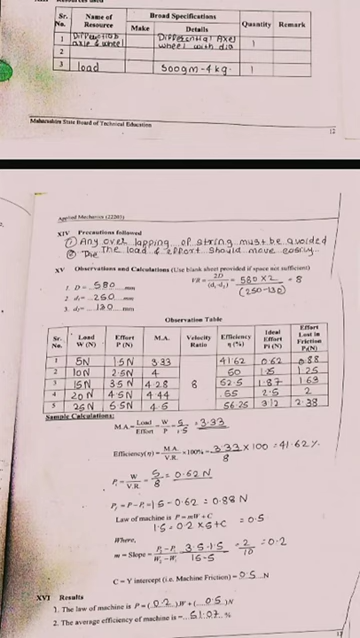 Sr. No. Name of Resource Broad Specifications Quantity Remark
Make Details
1 Differential axle & wheel Differential Axel wheel with dia 1
2
3 load 500gm-4kg. 1
Maharashtra State Board of Technical Education 12
Applied Mechanics (22203)
XIV Precautions followed
① Any over lapping of string must be avoided
② The The load & effort should move easily.
XV Observations and Calculations (Use blank sheet provided if space not sufficient)
1. D = 580 mm
VR = 2D/(d₁-d₂) = 580 X 2/(250-130) = 8
2. d₁= 250 mm
3. d₂= 130 mm
Observation Table
Sr. No. Load W (N) Effort P (N) M.A. Velocity Ratio Efficiency η (%) Ideal Effort Pi (N) Effort Lost in Friction Pf(N)
1 5N 1.5N 3.33 41.62 0.62 0.88
2 10N 2.5N 4 50 1.25 1.25
3 15N 3.5N 4.28 8 52.5 1.87 1.63
4 20N 4.5N 4.44 55 2.5 2
5 25N 5.5N 4.5 56.25 3.12 2.38
Sample Calculations:
M.A = Load/Effort = W/P = 5/1.5 = 3.33
Efficiency(η) = M.A./V.R. ×100% = 3.33/8 X 100 = 41.62 %
Pi = W/V.R. = 5/8 = 0.62 N
Pf = P - Pi = 1.5 - 0.62 = 0.88 N
Law of machine is P = mW + C
1.5 = 0.2 x 5 + C = 0.5
Where,
m = Slope = P₂-P₁/W₂-W₁ = 3.5-1.5/15-5 = 2/10 = 0.2
C = Y intercept (i.e. Machine Friction) = 0.5 N
XVI Results
1. The law of machine is P = (0.2)W + (0.5)N
2. The average efficiency of machine is = 51.07 %